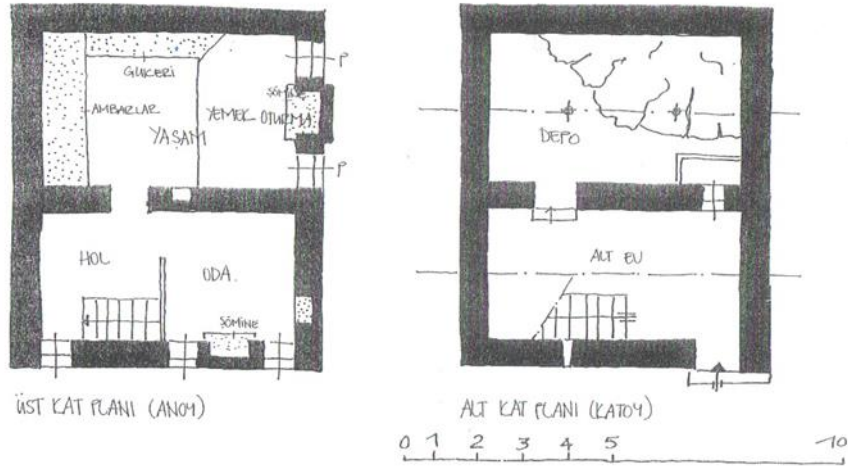 GUICERI
P
ŞÖMİNE
AMBARLAR
YEMEK OTURMA
YAŞAM
P
HOL
ODA.
ŞÖMİNE
ÜST KAT PLANI (ANOY)
DEPO
ALT EV
ALT KAT PLANI (KATOY)
0 1 2 3 4 5 10